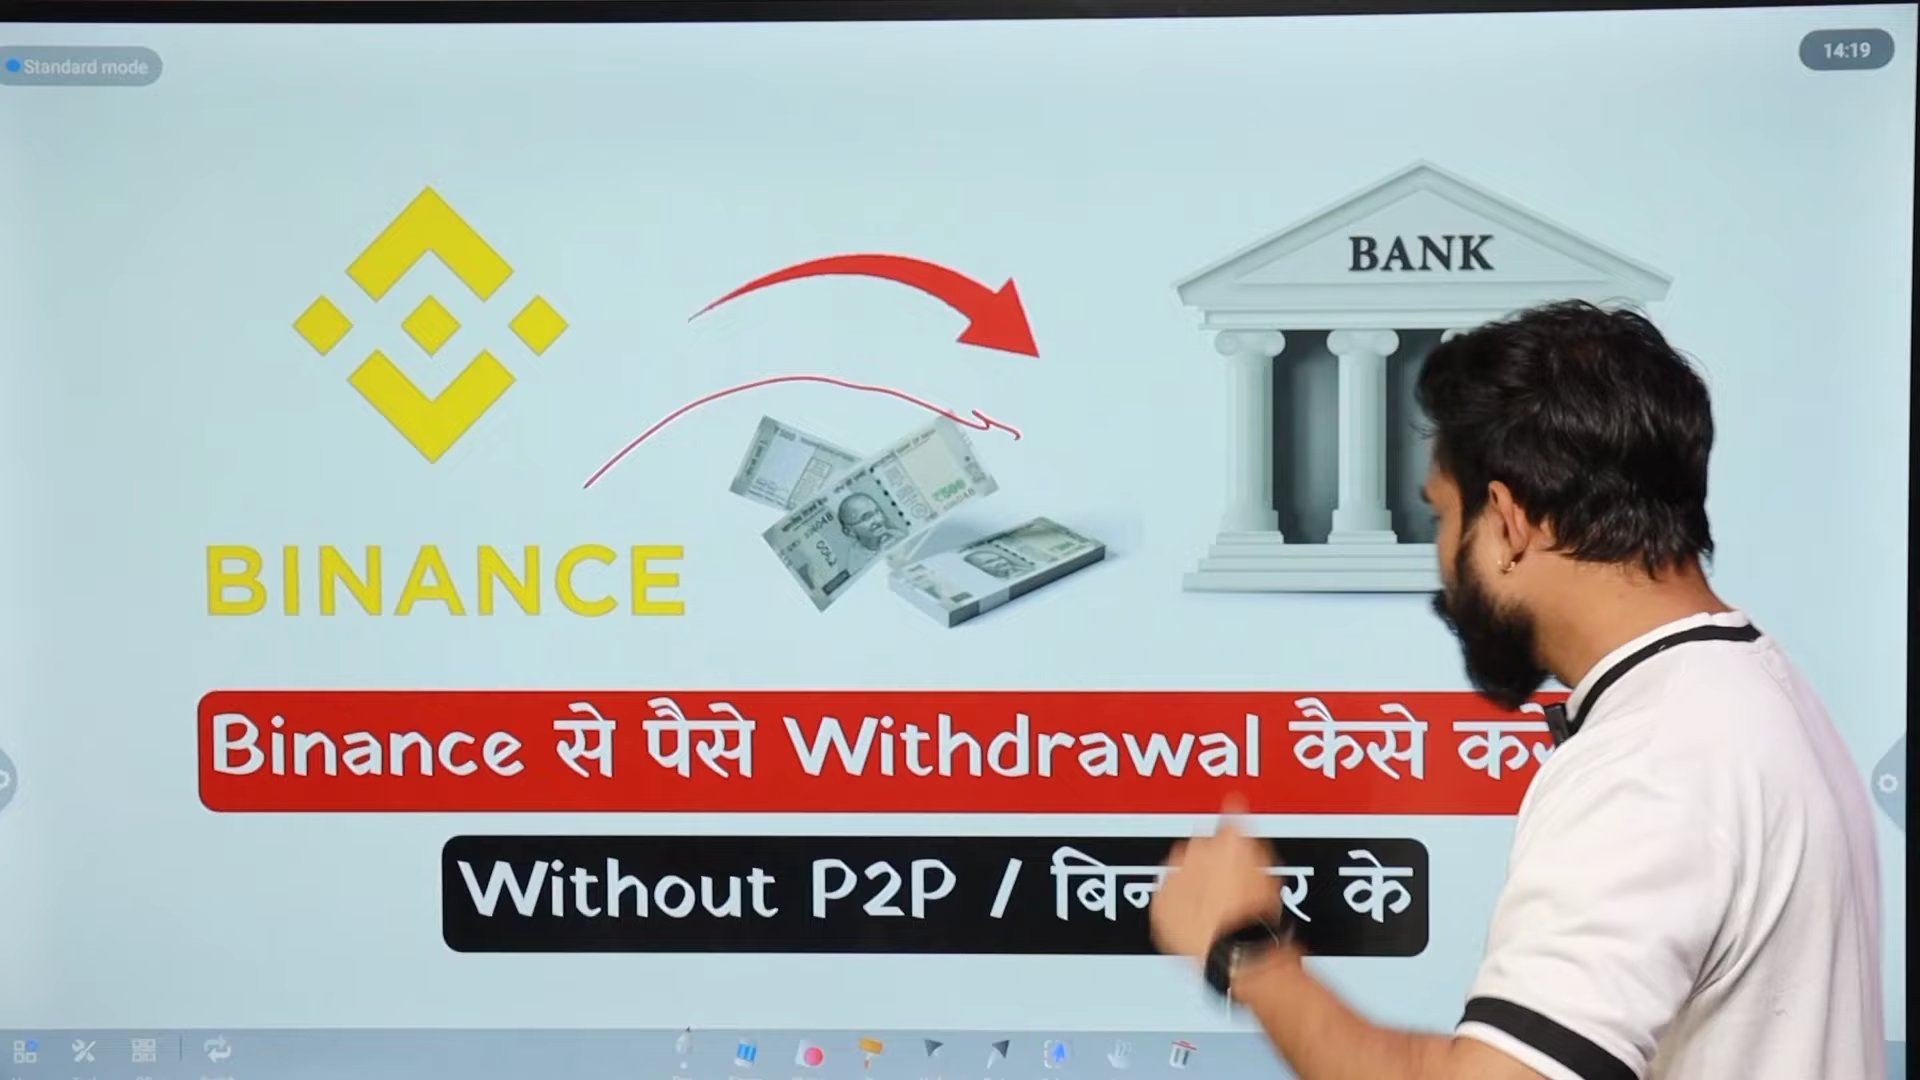 Standard mode
14:19
BANK
BINANCE
Binance से पैसे Withdrawal कैसे
Without P2P / के